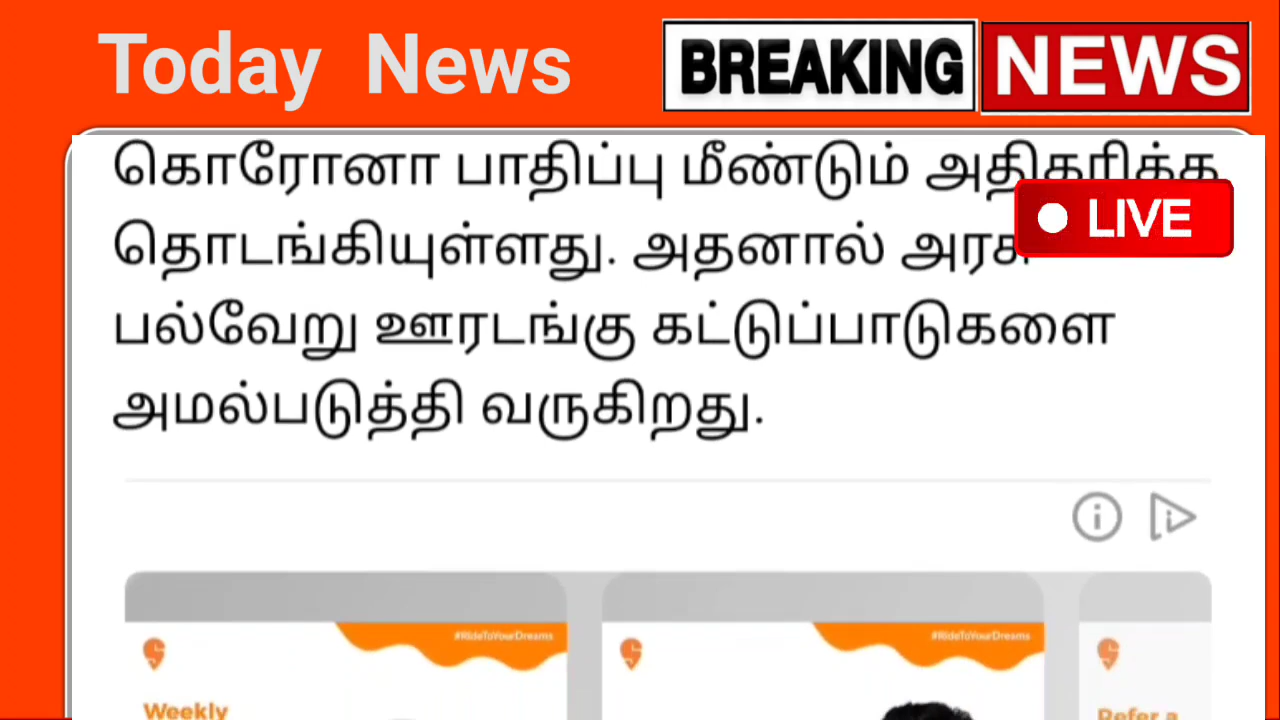 Today News
BREAKING NEWS
கொரோனா பாதிப்பு மீண்டும் அதிகரிக்க
LIVE
தொடங்கியுள்ளது. அதனால்
பல்வேறு ஊரடங்கு கட்டுப்பாடுகளை
அமல்படுத்தி வருகிறது.
#RideToYourDreams
#RideToYourDreams
Weekly
Refer a